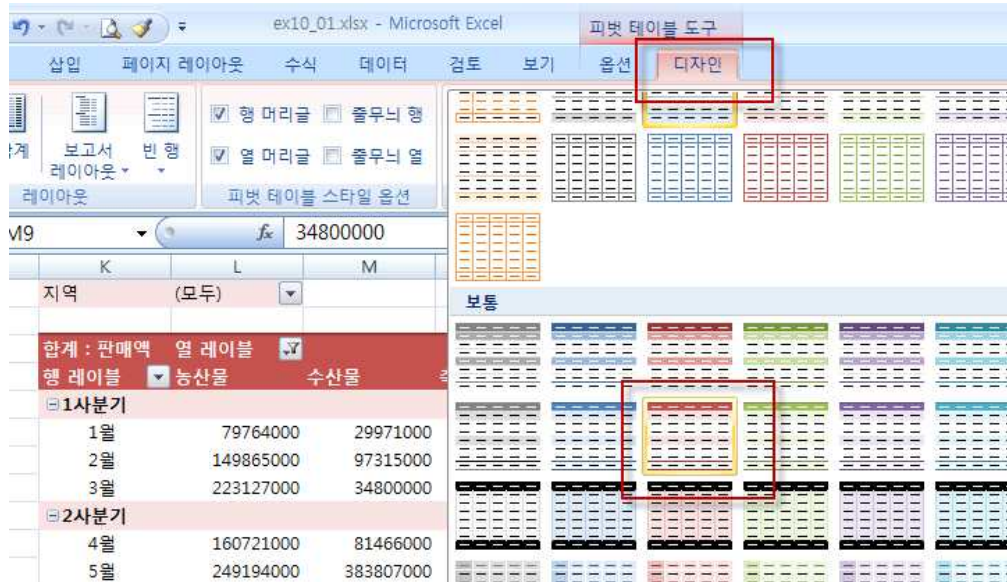 ex10_01.xlsx - Microsoft Excel
피벗 테이블 도구
삽입 페이지 레이아웃 수식 데이터 검토 보기 옵션 디자인
행 머리글 줄무늬 행
보고서 레이아웃
빈 행
열 머리글 줄무늬 열
레이아웃
피벗 테이블 스타일 옵션
M9 fx 34800000
K L M
지역 (모두)
보통
합계 : 판매액 열 레이블
행 레이블 농산물 수산물
1사분기
1월 79764000 29971000
2월 149865000 97315000
3월 223127000 34800000
2사분기
4월 160721000 81466000
5월 249194000 383807000